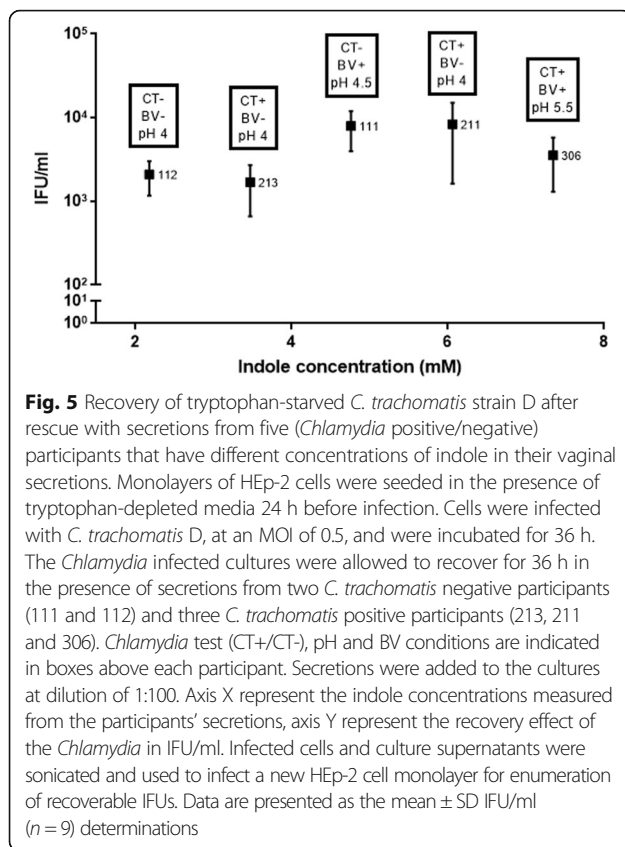 10⁵
10⁴
10³
10²
10¹
10⁰
IFU/ml
CT-
BV-
pH 4
CT+
BV-
pH 4
CT-
BV+
pH 4.5
CT+
BV-
pH 4
CT+
BV+
pH 5.5
112
213
111
211
306
2
4
6
8
Indole concentration (mM)
Fig. 5 Recovery of tryptophan-starved C. trachomatis strain D after
rescue with secretions from five (Chlamydia positive/negative)
participants that have different concentrations of indole in their vaginal
secretions. Monolayers of HEp-2 cells were seeded in the presence of
tryptophan-depleted media 24 h before infection. Cells were infected
with C. trachomatis D, at an MOI of 0.5, and were incubated for 36 h.
The Chlamydia infected cultures were allowed to recover for 36 h in
the presence of secretions from two C. trachomatis negative participants
(111 and 112) and three C. trachomatis positive participants (213, 211
and 306). Chlamydia test (CT+/CT-), pH and BV conditions are indicated
in boxes above each participant. Secretions were added to the cultures
at dilution of 1:100. Axis X represent the indole concentrations measured
from the participants' secretions, axis Y represent the recovery effect of
the Chlamydia in IFU/ml. Infected cells and culture supernatants were
sonicated and used to infect a new HEp-2 cell monolayer for enumeration
of recoverable IFUs. Data are presented as the mean ± SD IFU/ml
(n = 9) determinations